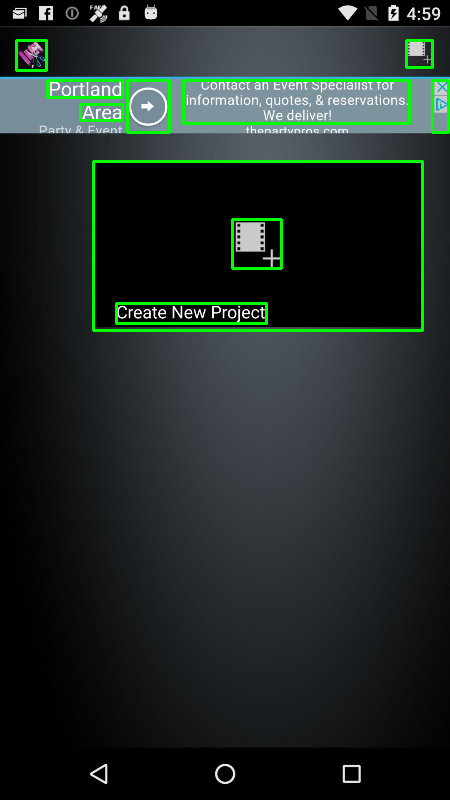 4:59
Portland
Area
Party & Event
Contact an Event Specialist for
information, quotes, & reservations.
We deliver!
thepartypros.com
Create New Project